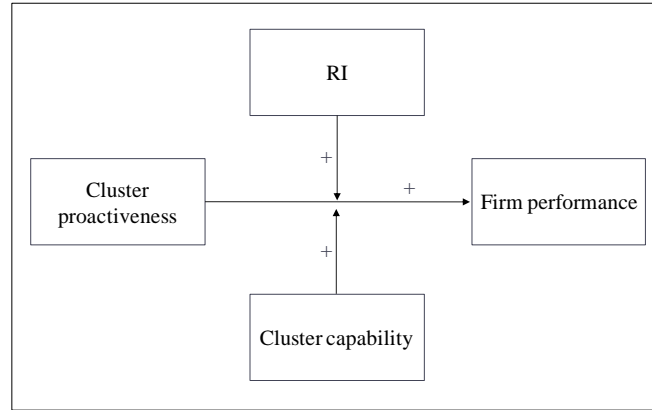 RI
+
+
Cluster
proactiveness
Firm performance
+
Cluster capability